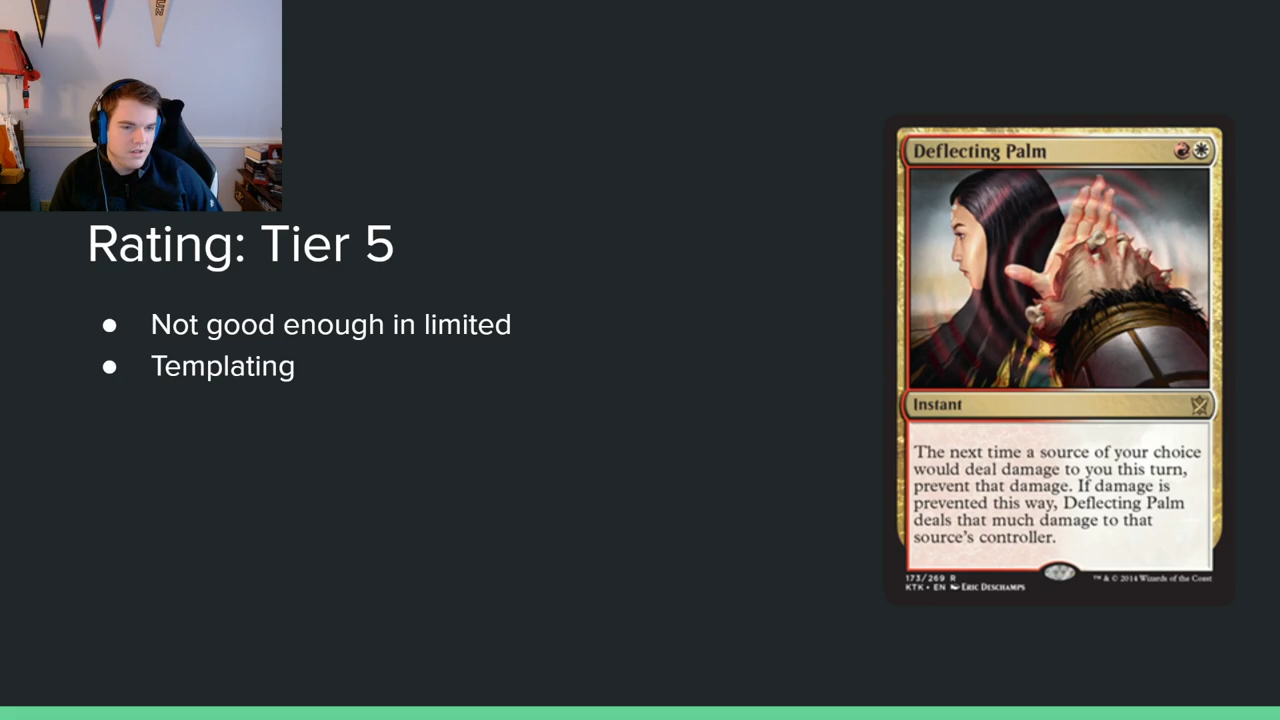 Rating: Tier 5
● Not good enough in limited
● Templating
Deflecting Palm
Instant
The next time a source of your choice
would deal damage to you this turn,
prevent that damage. If damage is
prevented this way, Deflecting Palm
deals that much damage to that
source's controller.
173/269 R
KTK • EN Eric Deschamps
™ & © 2014 Wizards of the Coast